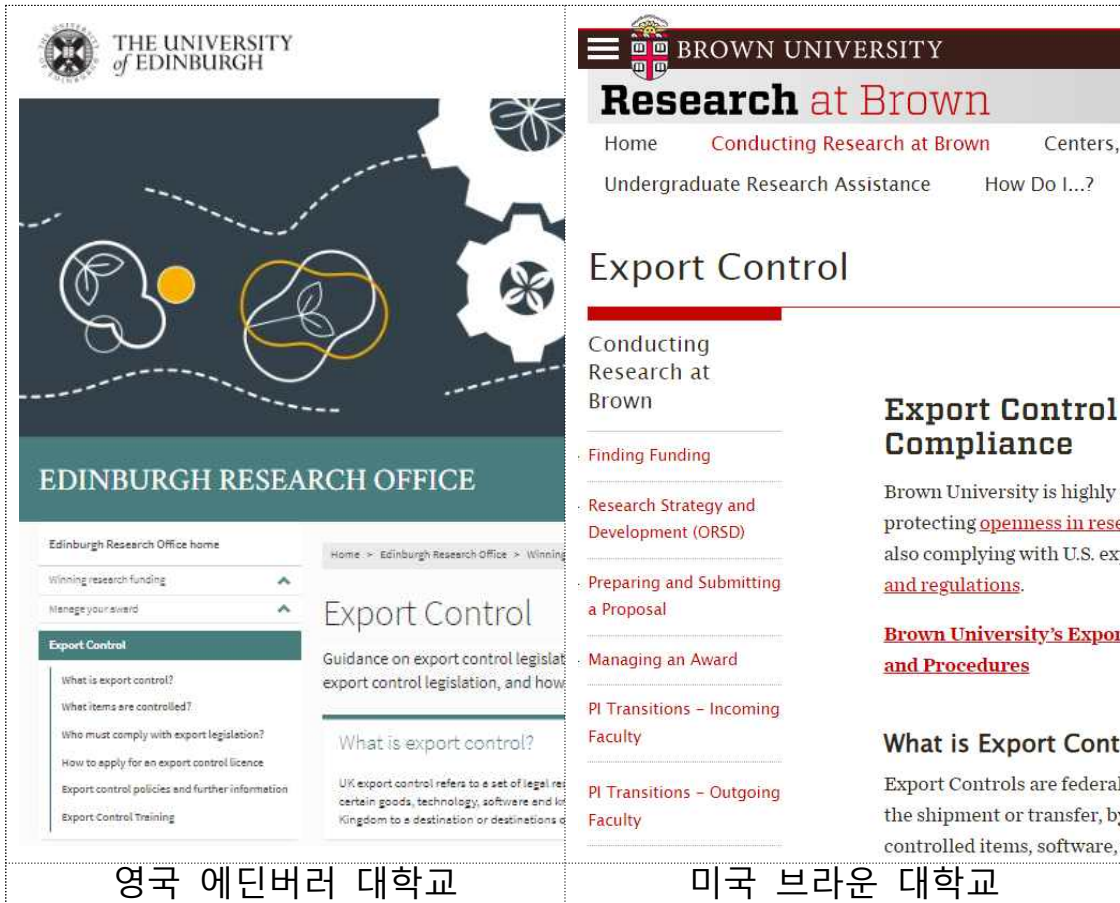 THE UNIVERSITY
of EDINBURGH
EDINBURGH RESEARCH OFFICE
Edinburgh Research Office home
Winning research funding
Manage your award
Export Control
What is export control?
What items are controlled?
Who must comply with export legislation?
How to apply for an export control licence
Export control policies and further information
Export Control Training
Home > Edinburgh Research Office > Winning
Export Control
Guidance on export control legislat
export control legislation, and how
What is export control?
UK export control refers to a set of legal res
certain goods, technology, software and kn
Kingdom to a destination or destinations o
영국 에딘버러 대학교
BROWN UNIVERSITY
Research at Brown
Home Conducting Research at Brown Centers,
Undergraduate Research Assistance How Do I...?
Export Control
Conducting
Research at
Brown
Finding Funding
Research Strategy and
Development (ORSD)
Preparing and Submitting
a Proposal
Managing an Award
PI Transitions – Incoming
Faculty
PI Transitions – Outgoing
Faculty
Export Control
Compliance
Brown University is highly
protecting openness in rese
also complying with U.S. ex
and regulations.
Brown University's Expor
and Procedures
What is Export Cont
Export Controls are federal
the shipment or transfer, by
controlled items, software,
미국 브라운 대학교